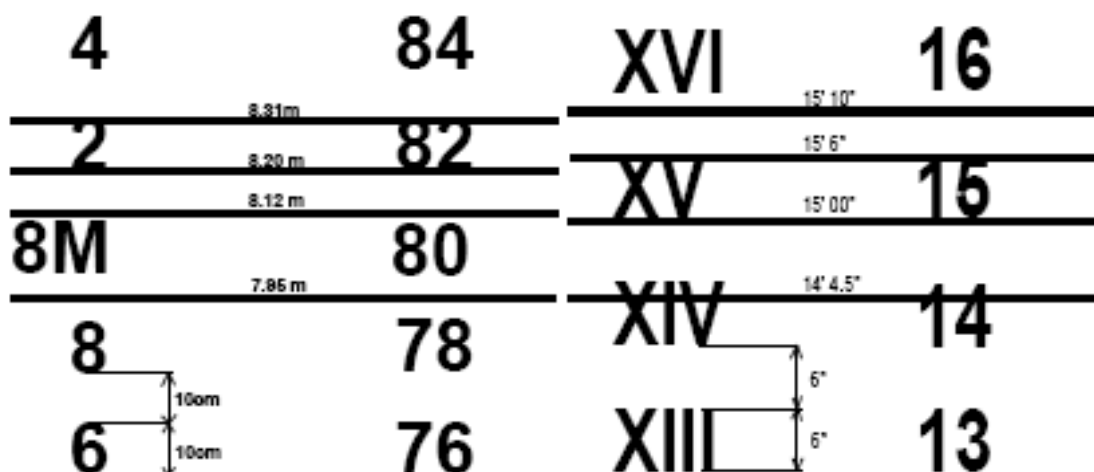 4 84 XVI 16
8.31m 15' 10"
2 82 15' 6"
8.20 m XV 15
8.12 m 15' 00"
8M 80
7.95 m 14' 4.5"
XIV 14
8 78
10cm 6"
6 76 XIII 13
10cm 6"